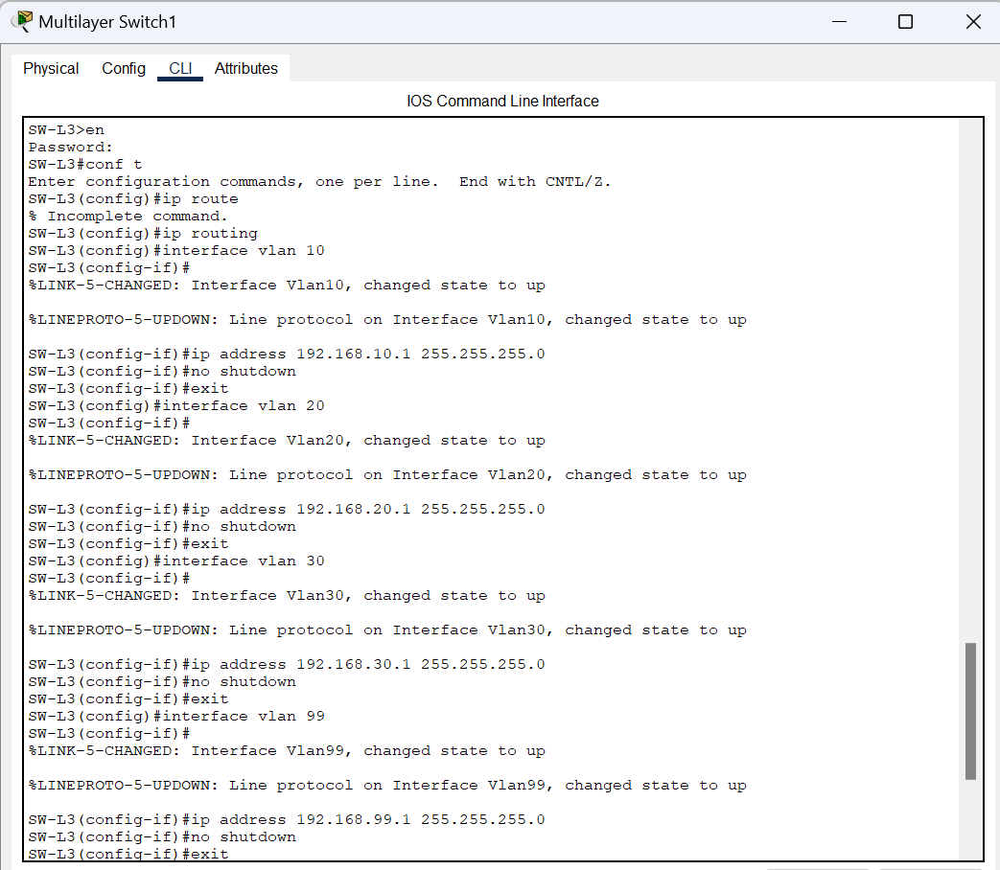 Multilayer Switch1
Physical Config CLI Attributes
IOS Command Line Interface
SW-L3>en
Password:
SW-L3#conf t
Enter configuration commands, one per line.  End with CNTL/Z.
SW-L3(config)#ip route
% Incomplete command.
SW-L3(config)#ip routing
SW-L3(config)#interface vlan 10
SW-L3(config-if)#
%LINK-5-CHANGED: Interface Vlan10, changed state to up
%LINEPROTO-5-UPDOWN: Line protocol on Interface Vlan10, changed state to up
SW-L3(config-if)#ip address 192.168.10.1 255.255.255.0
SW-L3(config-if)#no shutdown
SW-L3(config-if)#exit
SW-L3(config)#interface vlan 20
SW-L3(config-if)#
%LINK-5-CHANGED: Interface Vlan20, changed state to up
%LINEPROTO-5-UPDOWN: Line protocol on Interface Vlan20, changed state to up
SW-L3(config-if)#ip address 192.168.20.1 255.255.255.0
SW-L3(config-if)#no shutdown
SW-L3(config-if)#exit
SW-L3(config)#interface vlan 30
SW-L3(config-if)#
%LINK-5-CHANGED: Interface Vlan30, changed state to up
%LINEPROTO-5-UPDOWN: Line protocol on Interface Vlan30, changed state to up
SW-L3(config-if)#ip address 192.168.30.1 255.255.255.0
SW-L3(config-if)#no shutdown
SW-L3(config-if)#exit
SW-L3(config)#interface vlan 99
SW-L3(config-if)#
%LINK-5-CHANGED: Interface Vlan99, changed state to up
%LINEPROTO-5-UPDOWN: Line protocol on Interface Vlan99, changed state to up
SW-L3(config-if)#ip address 192.168.99.1 255.255.255.0
SW-L3(config-if)#no shutdown
SW-L3(config-if)#exit